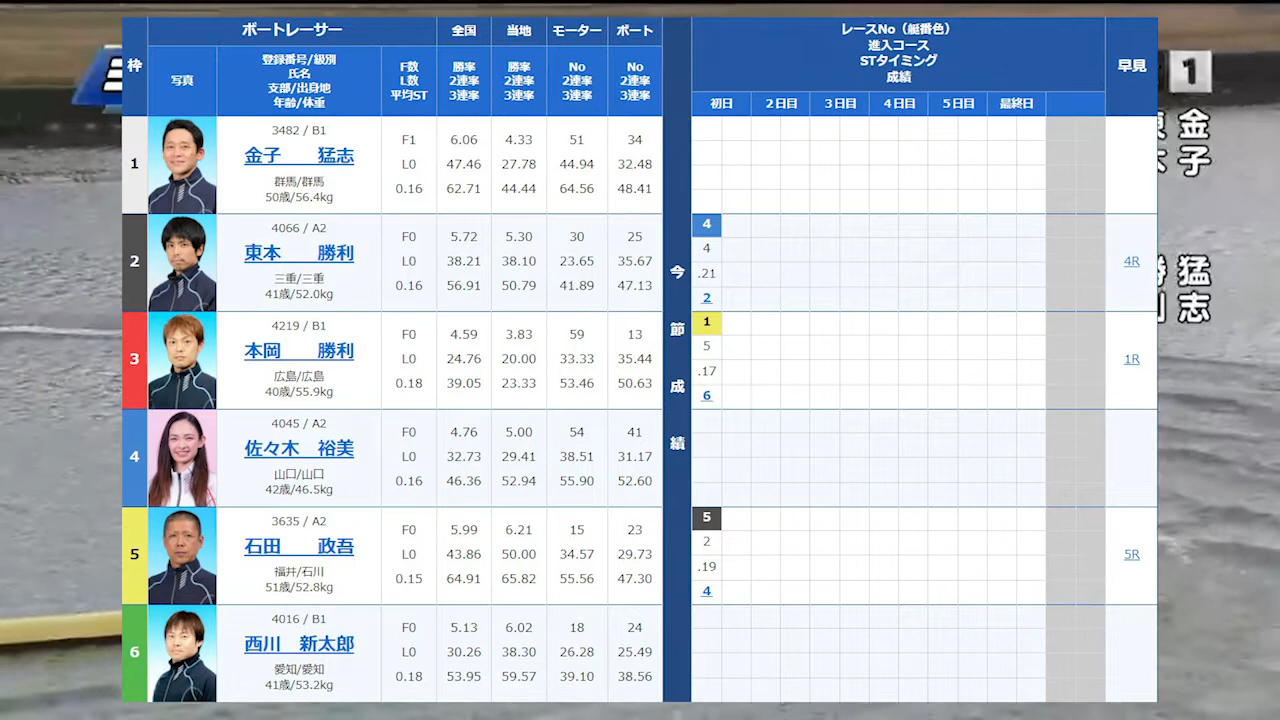 枠
ボートレーサー
全国
当地
モーター
ボート
写真
登録番号/級別
氏名
支部/出身地
年齢/体重
F数
L数
平均ST
勝率
2連率
3連率
勝率
2連率
3連率
No
2連率
3連率
No
2連率
3連率
レースNo（艇番色）
進入コース
STタイミング
成績
早見
初日 2日目 3日目 4日目 5日目 最終日
1
3482 / B1
金子 猛志
群馬/群馬
50歳/56.4kg
F1 6.06 4.33 51 34
L0 47.46 27.78 44.94 32.48
0.16 62.71 44.44 64.56 48.41
2
4066 / A2
東本 勝利
三重/三重
41歳/52.0kg
F0 5.72 5.30 30 25
L0 38.21 38.10 23.65 35.67
0.16 56.91 50.79 41.89 47.13
4
4
.21
2
4R
3
4219 / B1
本岡 勝利
広島/広島
40歳/55.9kg
F0 4.59 3.83 59 13
L0 24.76 20.00 33.33 35.44
0.18 39.05 23.33 53.46 50.63
1
5
.17
6
1R
4
4045 / A2
佐々木 裕美
山口/山口
42歳/46.5kg
F0 4.76 5.00 54 41
L0 32.73 29.41 38.51 31.17
0.16 46.36 52.94 55.90 52.60
5
3635 / A2
石田 政吾
福井/石川
51歳/52.8kg
F0 5.99 6.21 15 23
L0 43.86 50.00 34.57 29.73
0.15 64.91 65.82 55.56 47.30
5
2
.19
4
5R
6
4016 / B1
西川 新太郎
愛知/愛知
41歳/53.2kg
F0 5.13 6.02 18 24
L0 30.26 38.30 26.28 25.49
0.18 53.95 59.57 39.10 38.56
今節成績
1
金子
猛志